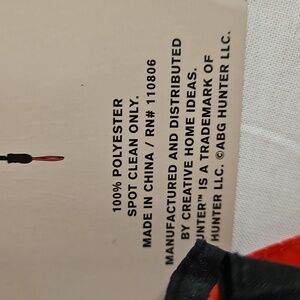 100% POLYESTER
SPOT CLEAN ONLY.
MADE IN CHINA / RN# 110806
MANUFACTURED AND DISTRIBUTED
BY CREATIVE HOME IDEAS.
UNTER™ IS A TRADEMARK OF
HUNTER LLC. ©ABG HUNTER LLC.